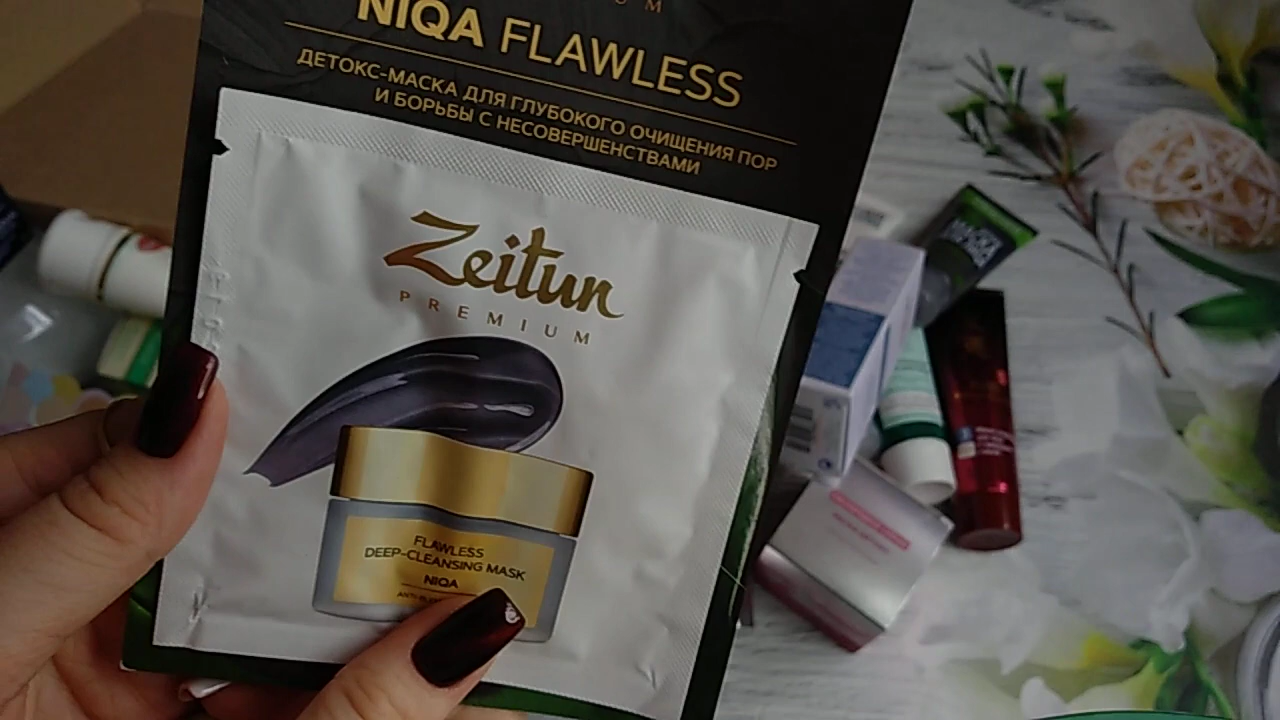 NIQA FLAWLESS
ДЕТОКС-МАСКА ДЛЯ ГЛУБОКОГО ОЧИЩЕНИЯ ПОР
И БОРЬБЫ С НЕСОВЕРШЕНСТВАМИ
Zeitun
PREMIUM
FLAWLESS
DEEP-CLEANSING MASK
NIQA